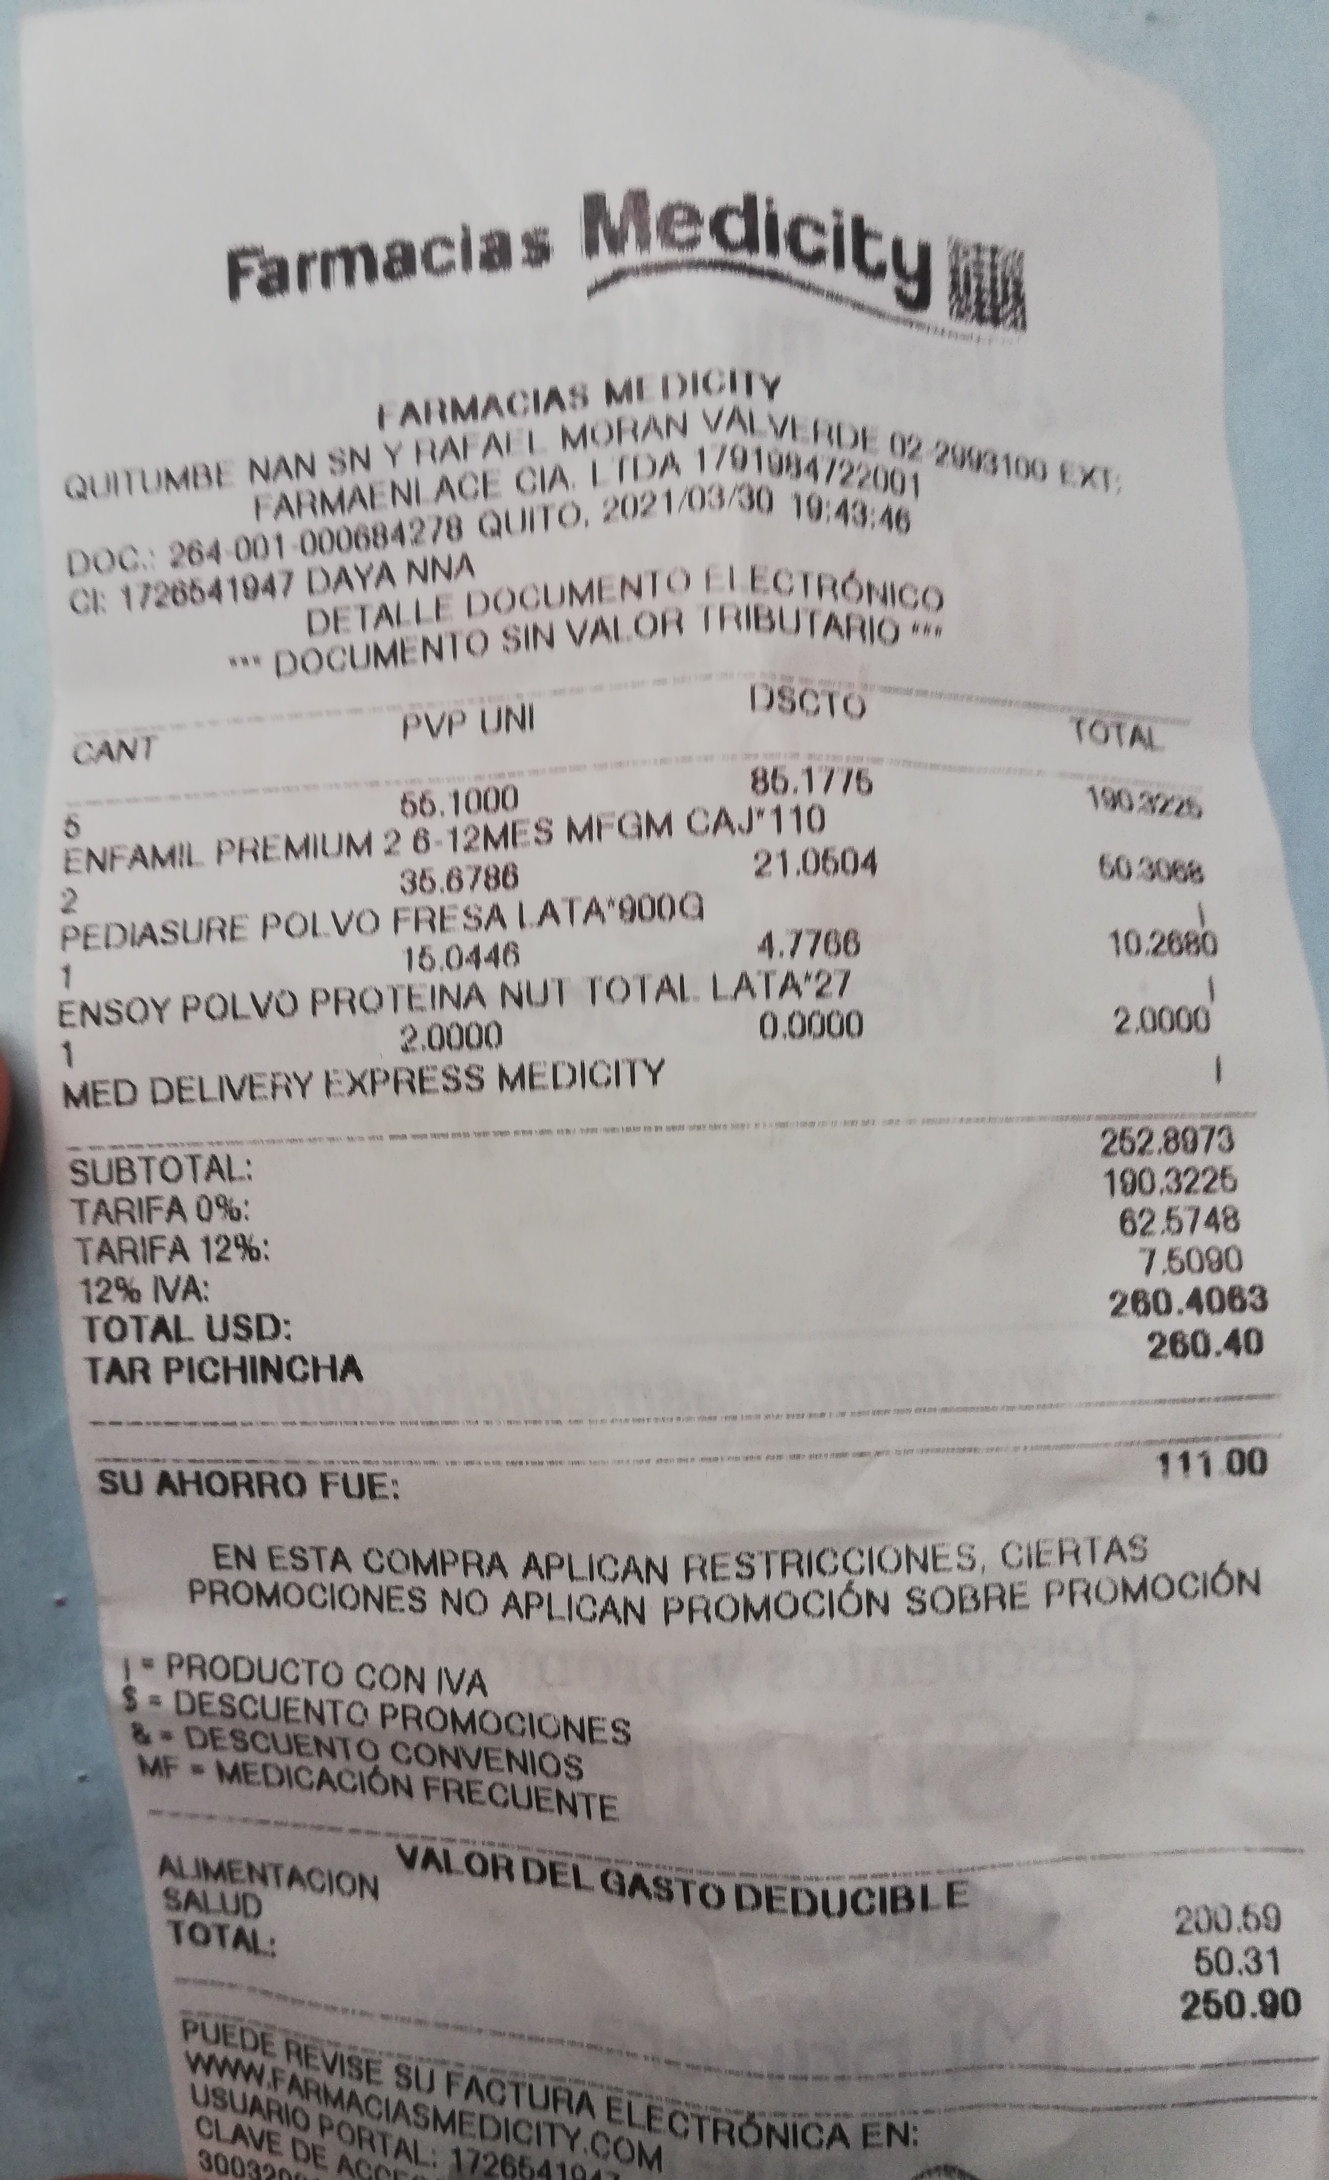 Farmacias Medicity
FARMACIAS MEDICITY
QUITUMBE NAN SN Y RAFAEL MORAN VALVERDE 02-2993100 EXT:
FARMAENLACE CIA. LTDA 1791984722001
DOC.: 264-001-000684278 QUITO, 2021/03/30 19:43:46
CI: 1726541947 DAYA NNA
DETALLE DOCUMENTO ELECTRÓNICO
*** DOCUMENTO SIN VALOR TRIBUTARIO ***
CANT PVP UNI DSCTO TOTAL
5 55.1000 85.1775 190.3225
ENFAMIL PREMIUM 2 6-12MES MFGM CAJ*110
2 35.6786 21.0504 50.3068
PEDIASURE POLVO FRESA LATA*900G I
1 15.0446 4.7766 10.2680
ENSOY POLVO PROTEINA NUT TOTAL LATA*27 I
1 2.0000 0.0000 2.0000
MED DELIVERY EXPRESS MEDICITY I
SUBTOTAL: 252.8973
TARIFA 0%: 190.3225
TARIFA 12%: 62.5748
12% IVA: 7.5090
TOTAL USD: 260.4063
TAR PICHINCHA 260.40
SU AHORRO FUE: 111.00
EN ESTA COMPRA APLICAN RESTRICCIONES, CIERTAS
PROMOCIONES NO APLICAN PROMOCIÓN SOBRE PROMOCIÓN
I = PRODUCTO CON IVA
$ = DESCUENTO PROMOCIONES
& = DESCUENTO CONVENIOS
MF = MEDICACIÓN FRECUENTE
VALOR DEL GASTO DEDUCIBLE
ALIMENTACION 200.59
SALUD 50.31
TOTAL: 250.90
PUEDE REVISE SU FACTURA ELECTRÓNICA EN:
WWW.FARMACIASMEDICITY.COM
USUARIO PORTAL: 1726541947
CLAVE DE